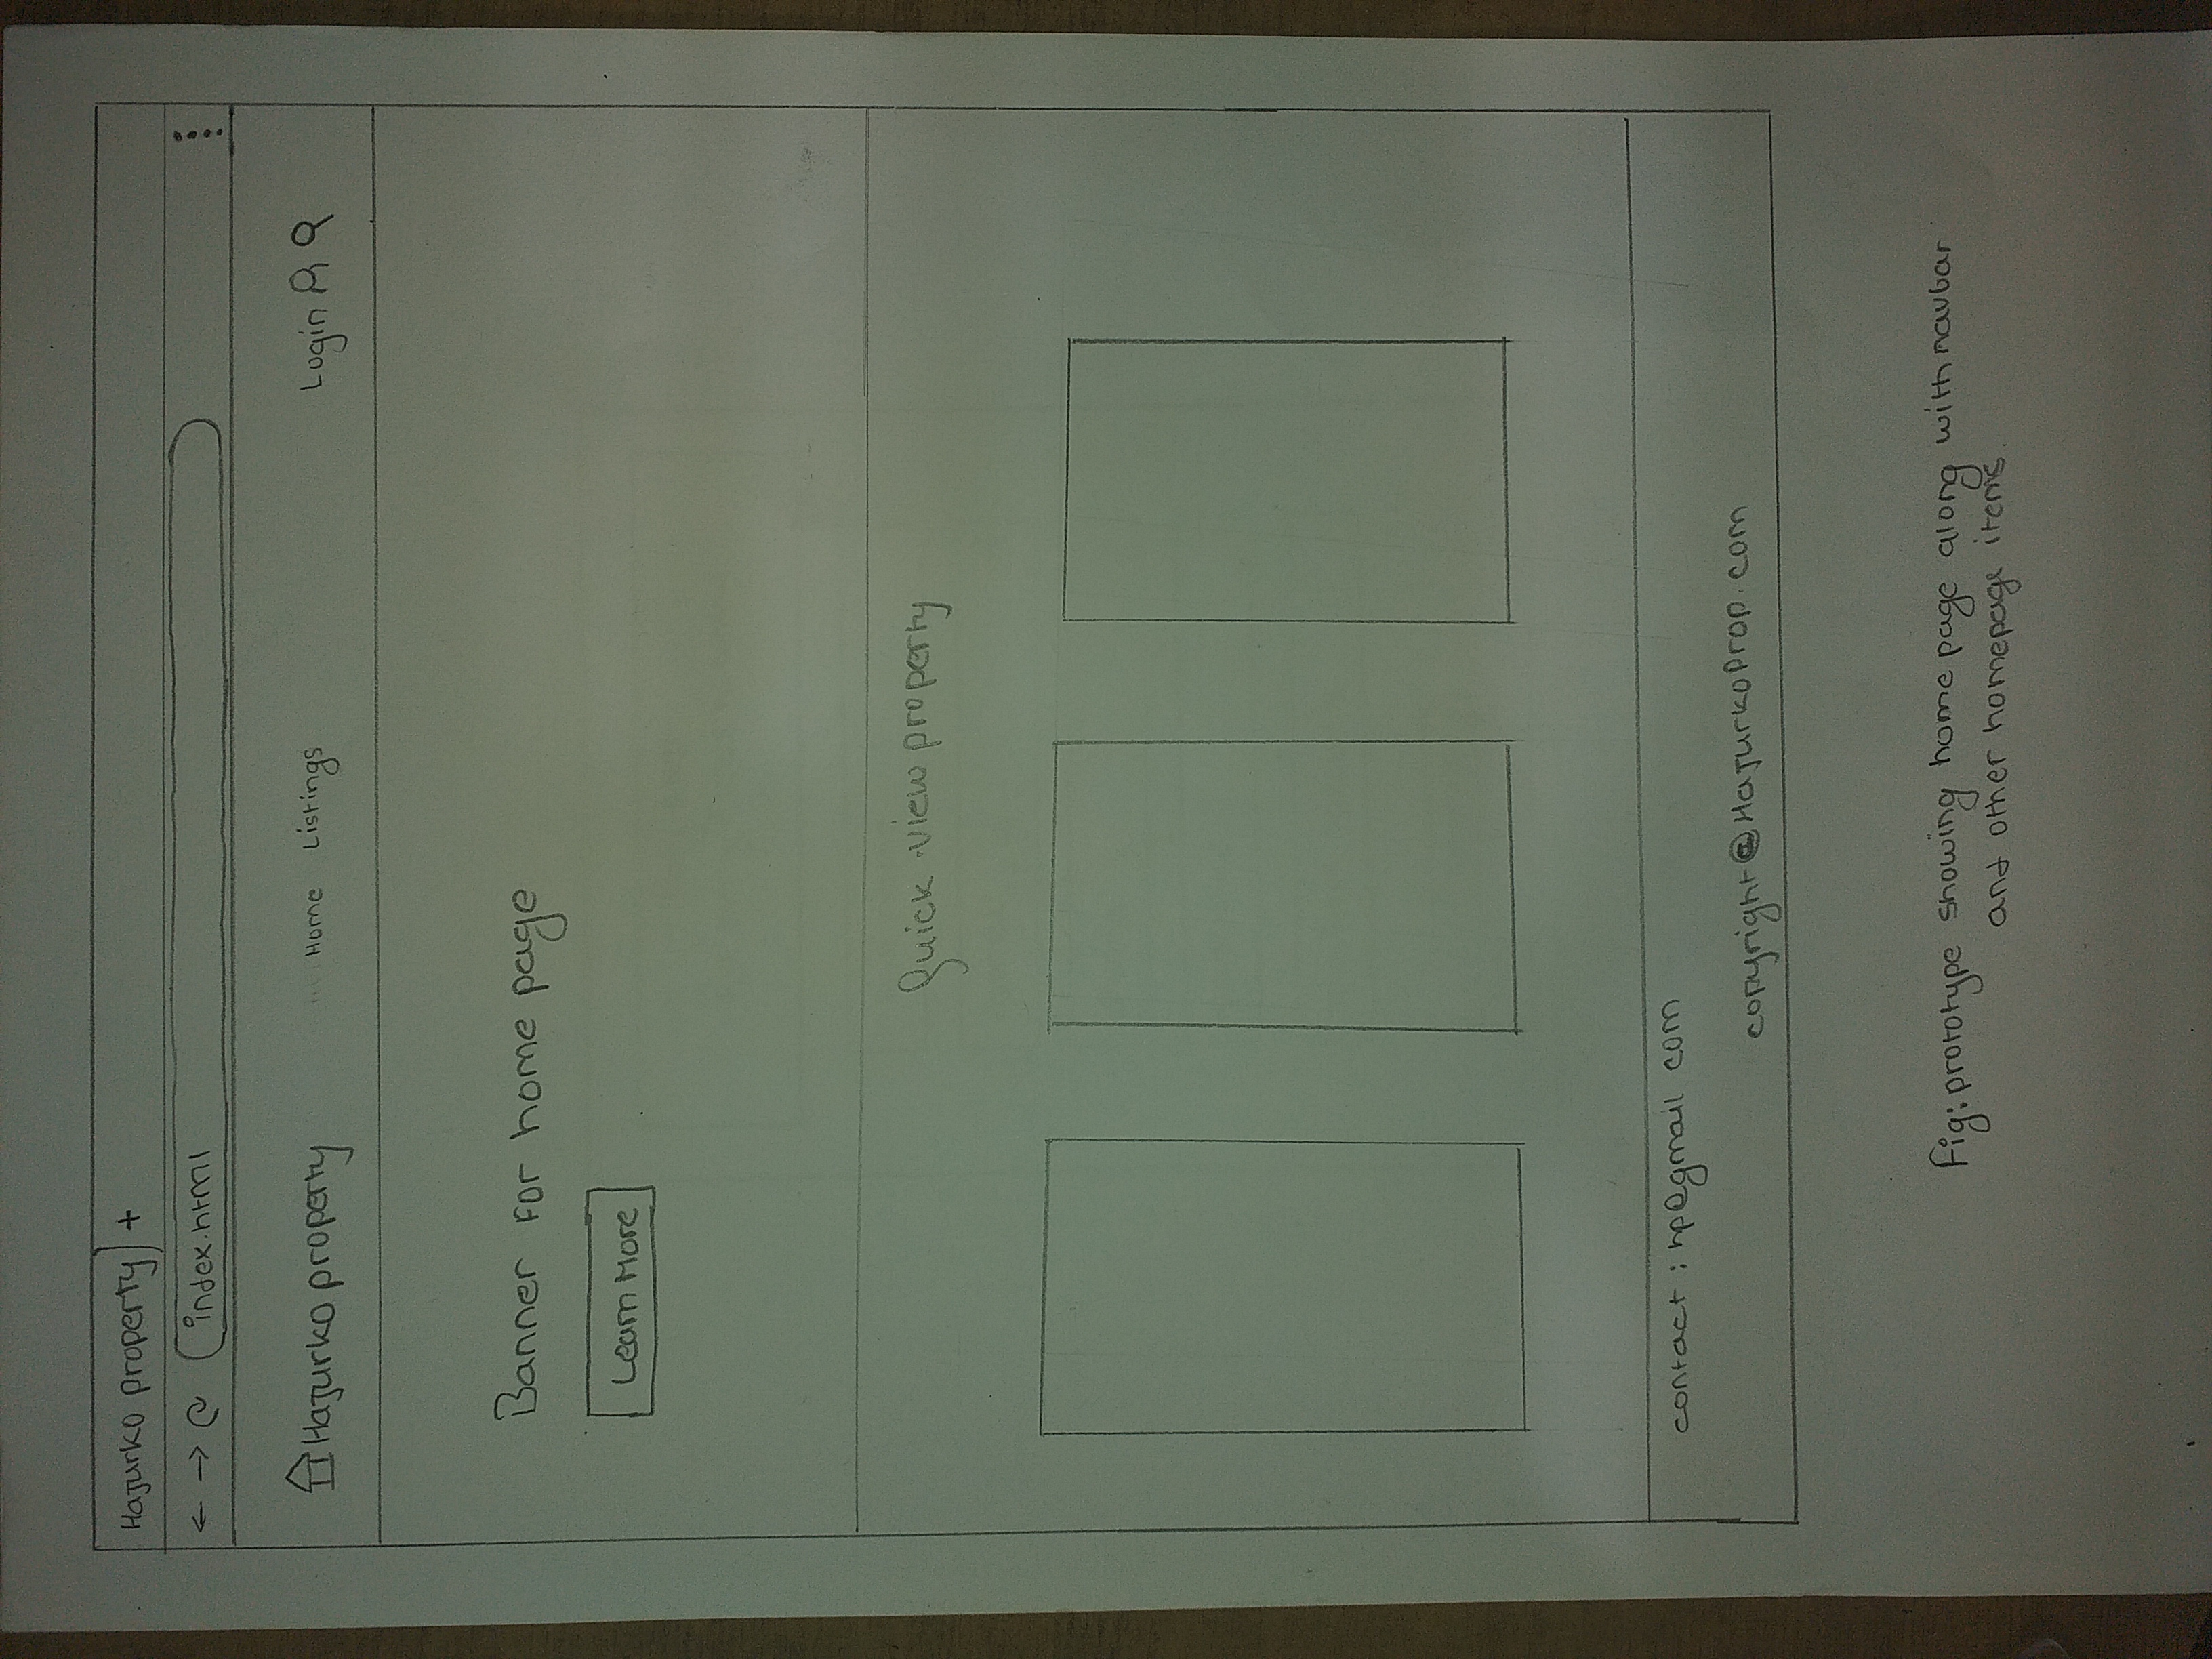 Hajurko property +
index.html
Hajurko property Home Listings Login
Banner for home page
Learn More
Quick view property
contact : hp@gmail com
copyright@HajurkoProp.com
Fig: prototype showing home page along with navbar
and other homepage items.